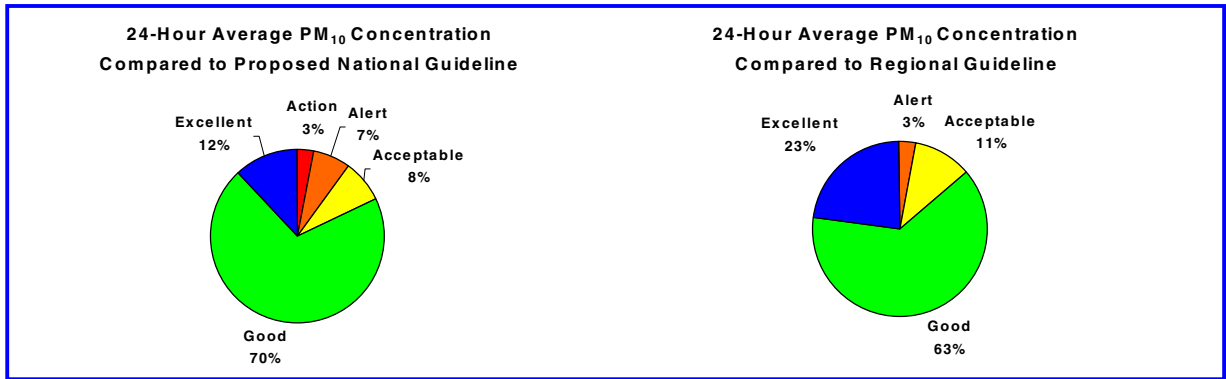 24-Hour Average PM₁₀ Concentration
Compared to Proposed National Guideline
Action
3%
Alert
7%
Excellent
12%
Acceptable
8%
Good
70%
24-Hour Average PM₁₀ Concentration
Compared to Regional Guideline
Alert
3%
Acceptable
11%
Excellent
23%
Good
63%